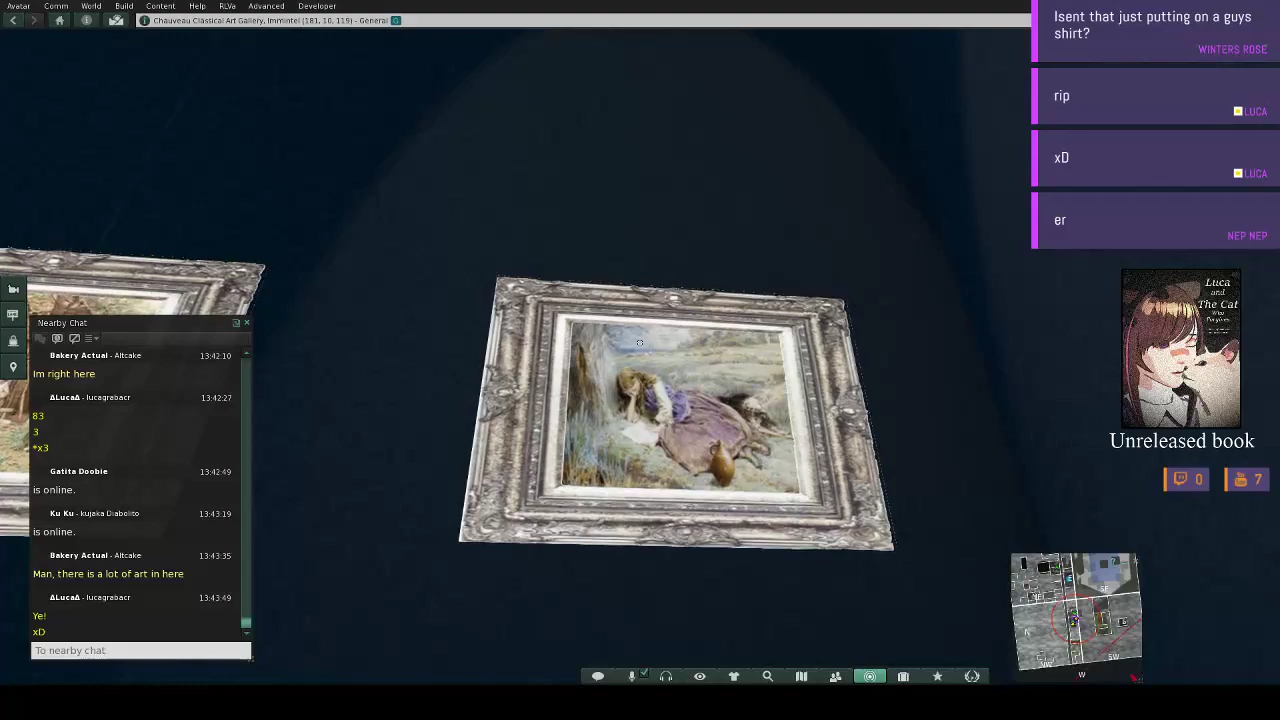 Avatar Comm World Build Content Help RLVa Advanced Developer
Chauveau Classical Art Gallery, Immintel (181, 10, 119) - General
Isent that just putting on a guys
shirt?
WINTERS ROSE
rip
LUCA
xD
LUCA
er
NEP NEP
Nearby Chat
Bakery Actual - Altcake 13:42:10
Im right here
ΔLucaΔ - lucagrabacr 13:42:27
83
3
*x3
Gatita Doobie 13:42:49
is online.
Ku Ku - kujaka Diabolito 13:43:19
is online.
Bakery Actual - Altcake 13:43:35
Man, there is a lot of art in here
ΔLucaΔ - lucagrabacr 13:43:49
Ye!
xD
To nearby chat
Luca
and
The Cat
Who
Unreleased book
0 7
SE
N
SW
W